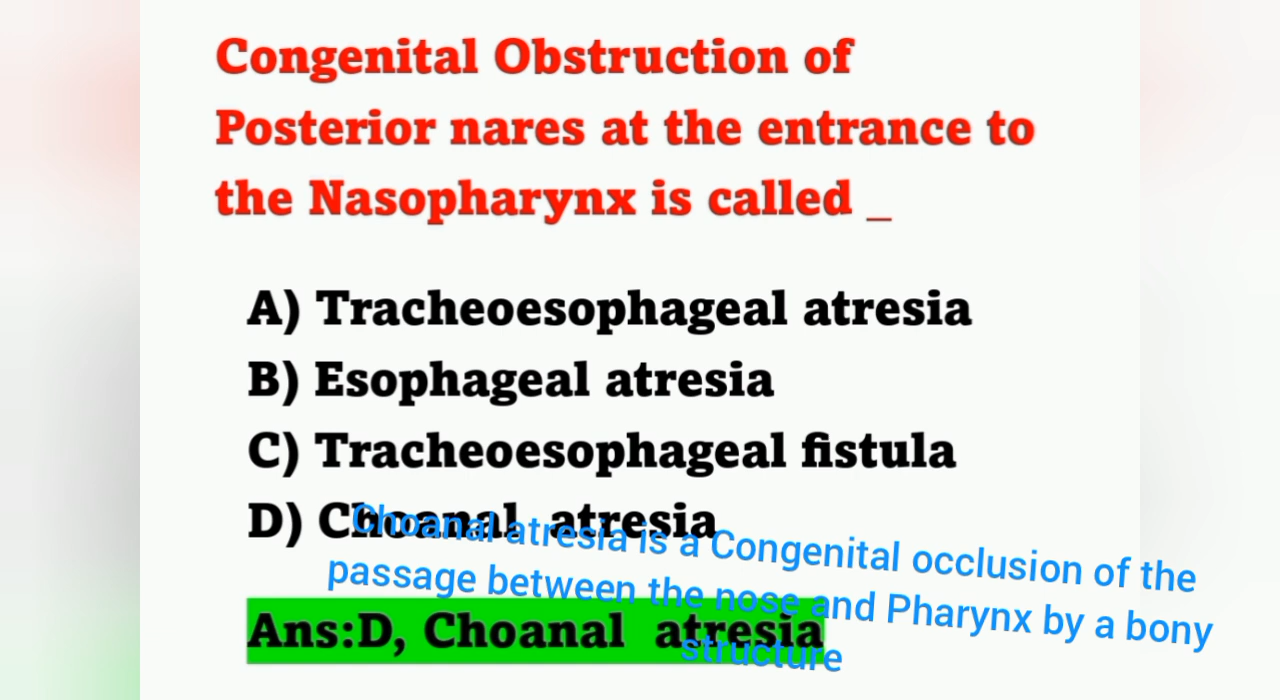 Congenital Obstruction of
Posterior nares at the entrance to
the Nasopharynx is called _
A) Tracheoesophageal atresia
B) Esophageal atresia
C) Tracheoesophageal fistula
D) Choanal atresia
Choanal atresia is a Congenital occlusion of the
passage between the nose and Pharynx by a bony
structure
Ans:D, Choanal atresia